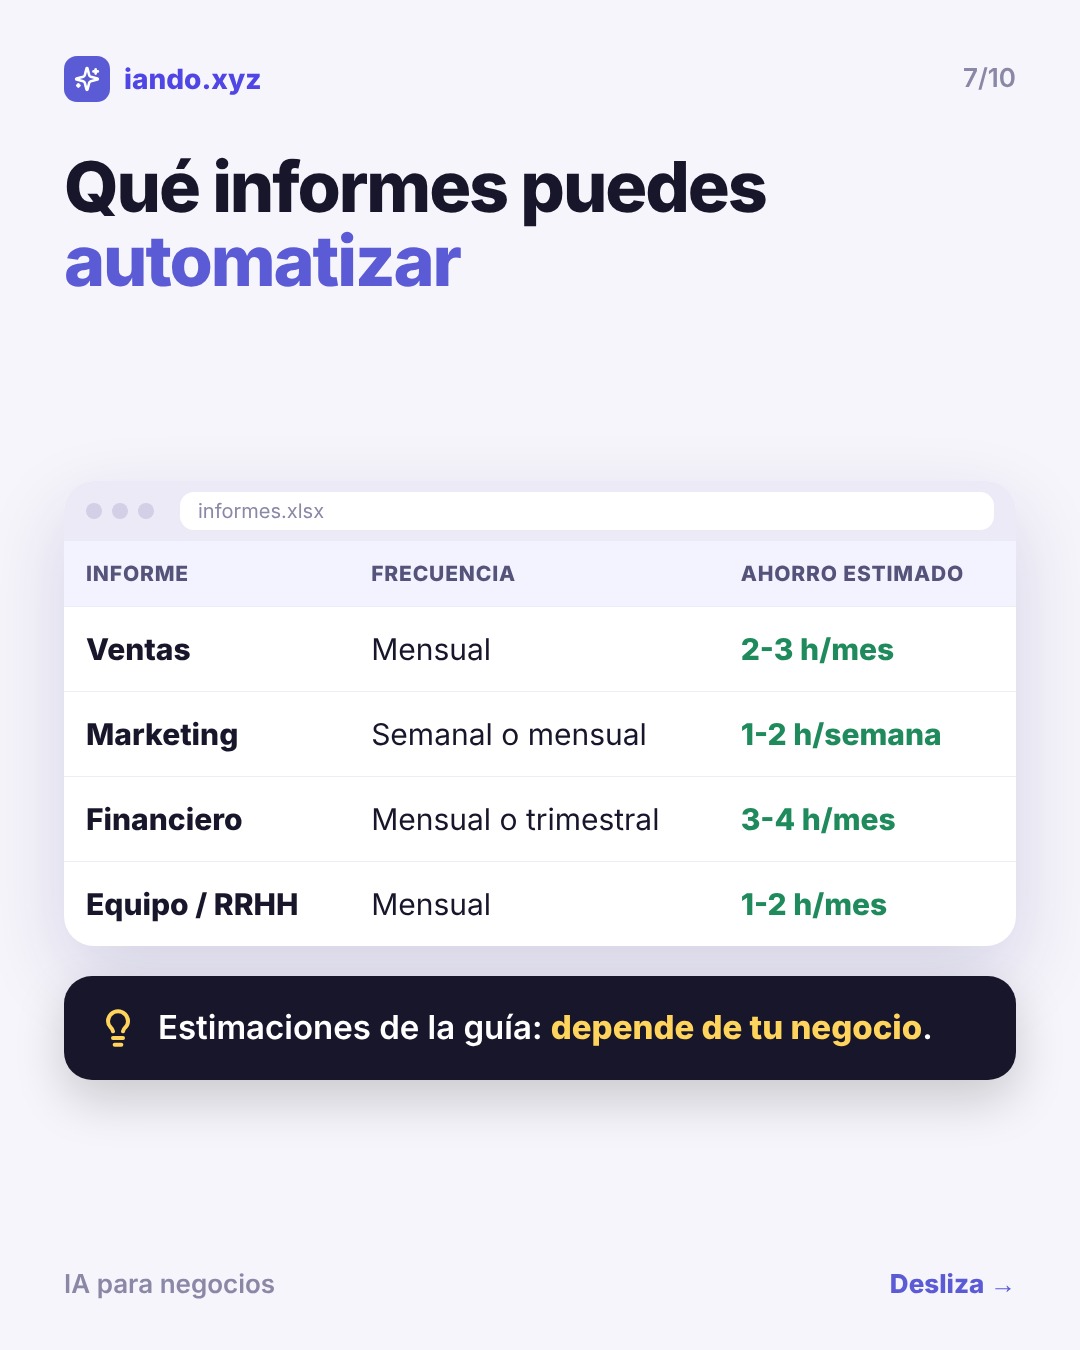 iando.xyz
7/10
Qué informes puedes
automatizar
informes.xlsx
INFORME FRECUENCIA AHORRO ESTIMADO
Ventas Mensual 2-3 h/mes
Marketing Semanal o mensual 1-2 h/semana
Financiero Mensual o trimestral 3-4 h/mes
Equipo / RRHH Mensual 1-2 h/mes
Estimaciones de la guía: depende de tu negocio.
IA para negocios
Desliza →